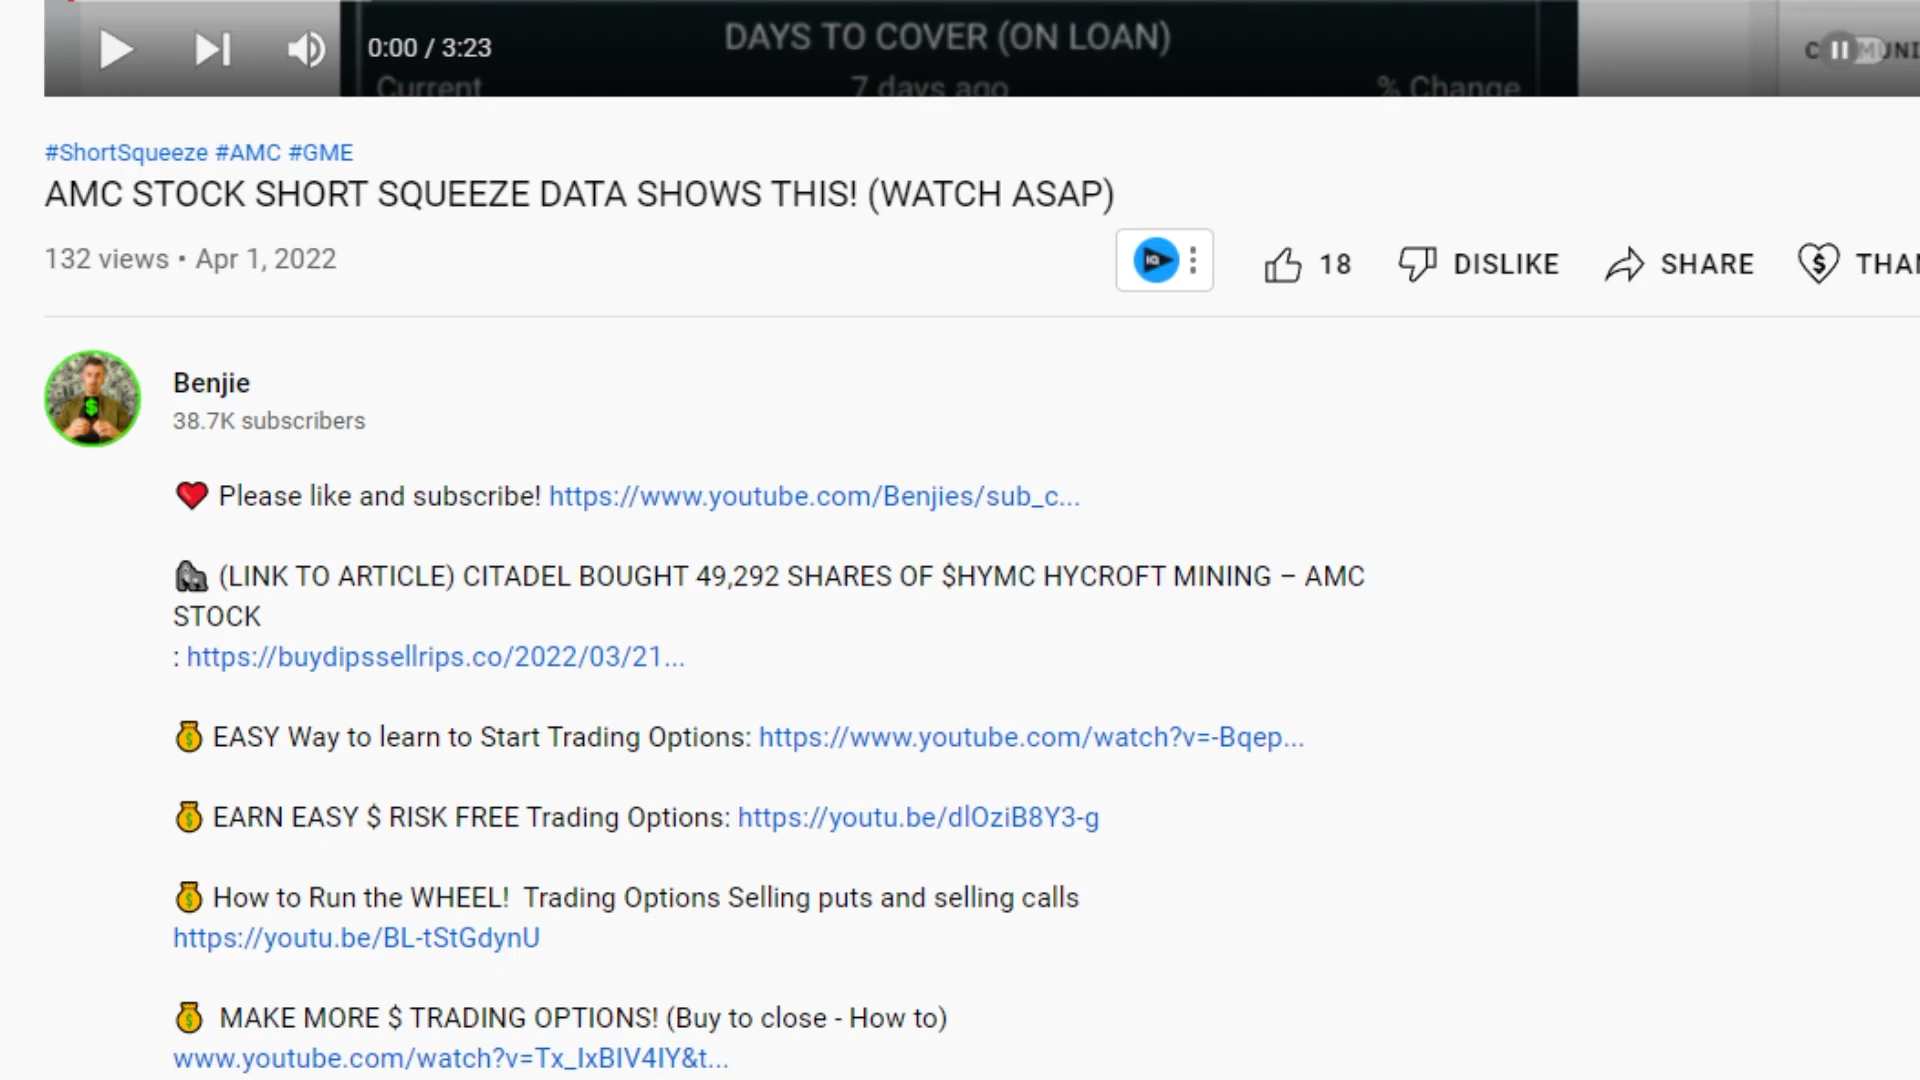 DAYS TO COVER (ON LOAN)
0:00 / 3:23
Current 7 days ago % Change
#ShortSqueeze #AMC #GME
AMC STOCK SHORT SQUEEZE DATA SHOWS THIS! (WATCH ASAP)
132 views • Apr 1, 2022
IQ
18 DISLIKE SHARE
Benjie
38.7K subscribers
❤️ Please like and subscribe! https://www.youtube.com/Benjies/sub_c...
🦍 (LINK TO ARTICLE) CITADEL BOUGHT 49,292 SHARES OF $HYMC HYCROFT MINING – AMC
STOCK
: https://buydipssellrips.co/2022/03/21...
💰 EASY Way to learn to Start Trading Options: https://www.youtube.com/watch?v=-Bqep...
💰 EARN EASY $ RISK FREE Trading Options: https://youtu.be/dlOziB8Y3-g
💰 How to Run the WHEEL! Trading Options Selling puts and selling calls
https://youtu.be/BL-tStGdynU
💰 MAKE MORE $ TRADING OPTIONS! (Buy to close - How to)
www.youtube.com/watch?v=Tx_IxBIV4IY&t...